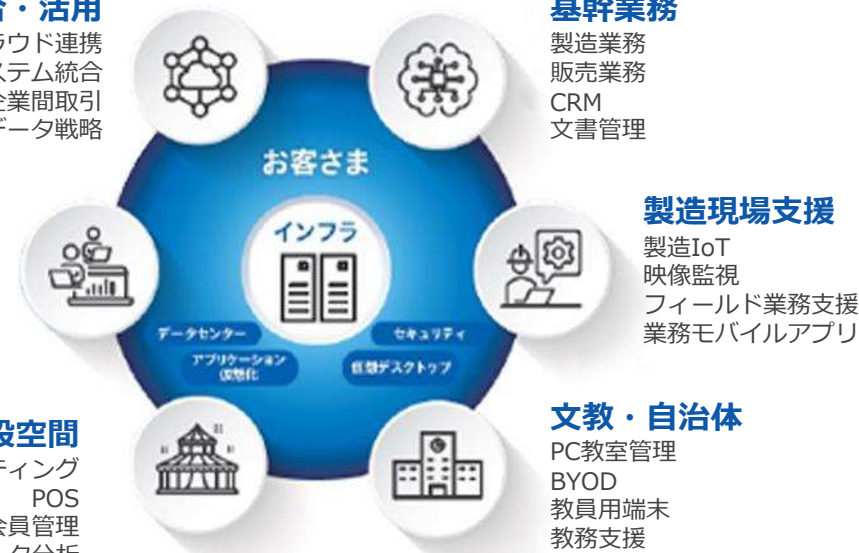 ・活用
基幹業務
ラウド連携
ステム統合
企業間取引
データ戦略
製造業務
販売業務
CRM
文書管理
お客さま
インフラ
データセンター
セキュリティ
アプリケーション
仮想化
仮想デスクトップ
製造現場支援
製造IoT
映像監視
フィールド業務支援
業務モバイルアプリ
設空間
ティング
POS
会員管理
タ分析
文教・自治体
PC教室管理
BYOD
教員用端末
教務支援